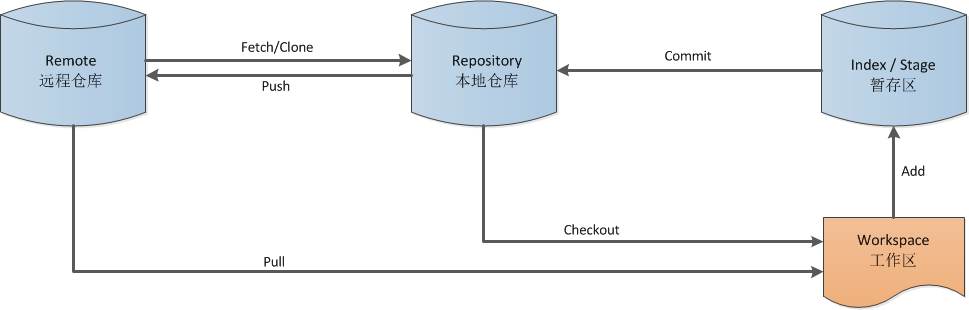 Remote
远程仓库
Fetch/Clone
Push
Repository
本地仓库
Commit
Index / Stage
暂存区
Add
Checkout
Workspace
工作区
Pull